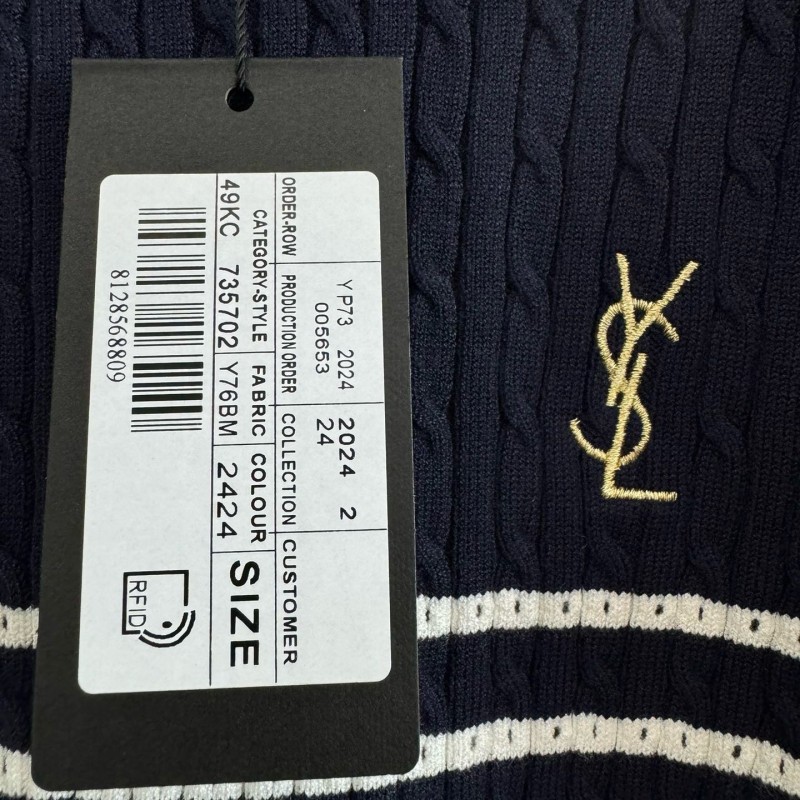 ORDER-ROW
YP73 2024
005653
PRODUCTION ORDER
2024 2
24
COLLECTION
CUSTOMER
CATEGORY-STYLE
49KC 735702
FABRIC
Y76BM
COLOUR
2424
SIZE
8128568809
RFID
YSL